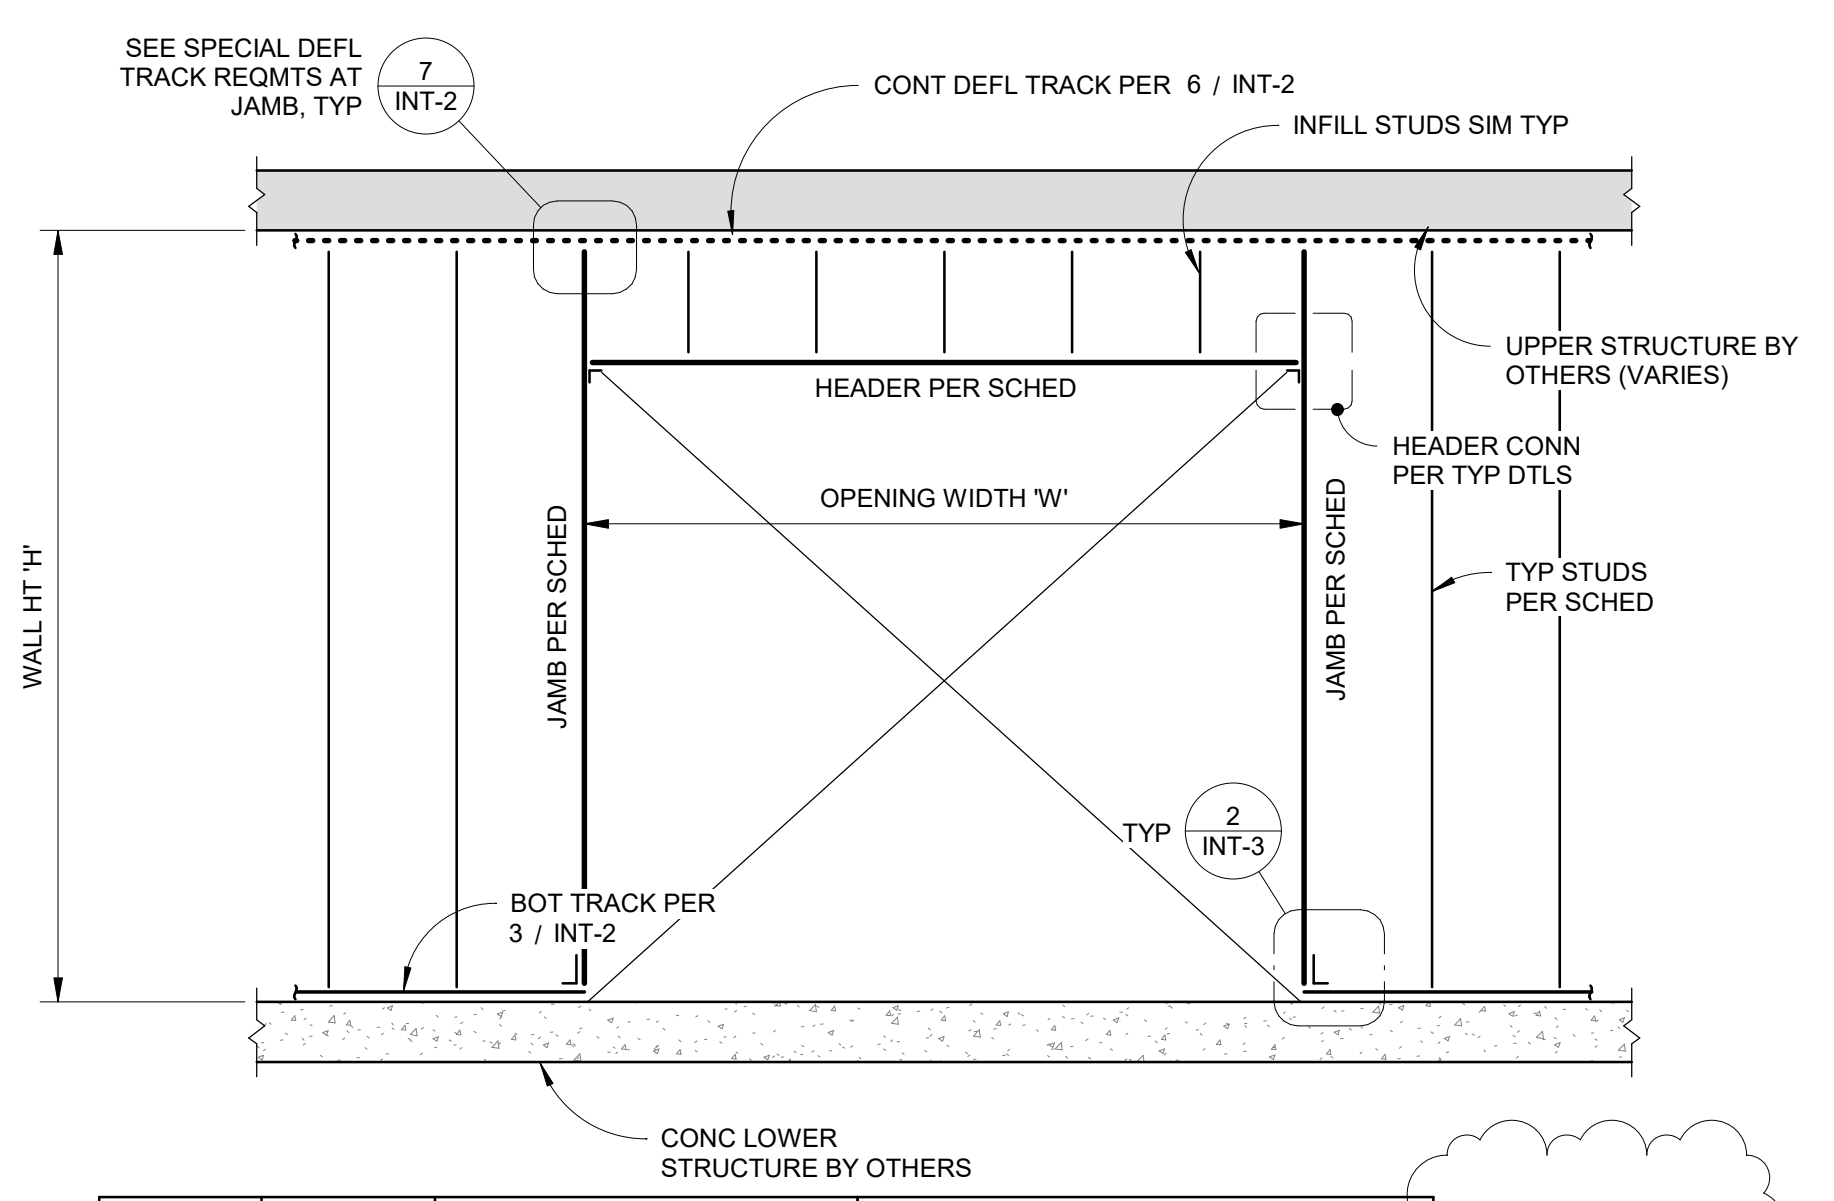 SEE SPECIAL DEFL
TRACK REQMTS AT
JAMB, TYP
7
INT-2
CONT DEFL TRACK PER 6 / INT-2
INFILL STUDS SIM TYP
UPPER STRUCTURE BY
OTHERS (VARIES)
HEADER PER SCHED
HEADER CONN
PER TYP DTLS
OPENING WIDTH 'W'
WALL HT 'H'
JAMB PER SCHED
JAMB PER SCHED
TYP STUDS
PER SCHED
TYP
2
INT-3
BOT TRACK PER
3 / INT-2
CONC LOWER
STRUCTURE BY OTHERS